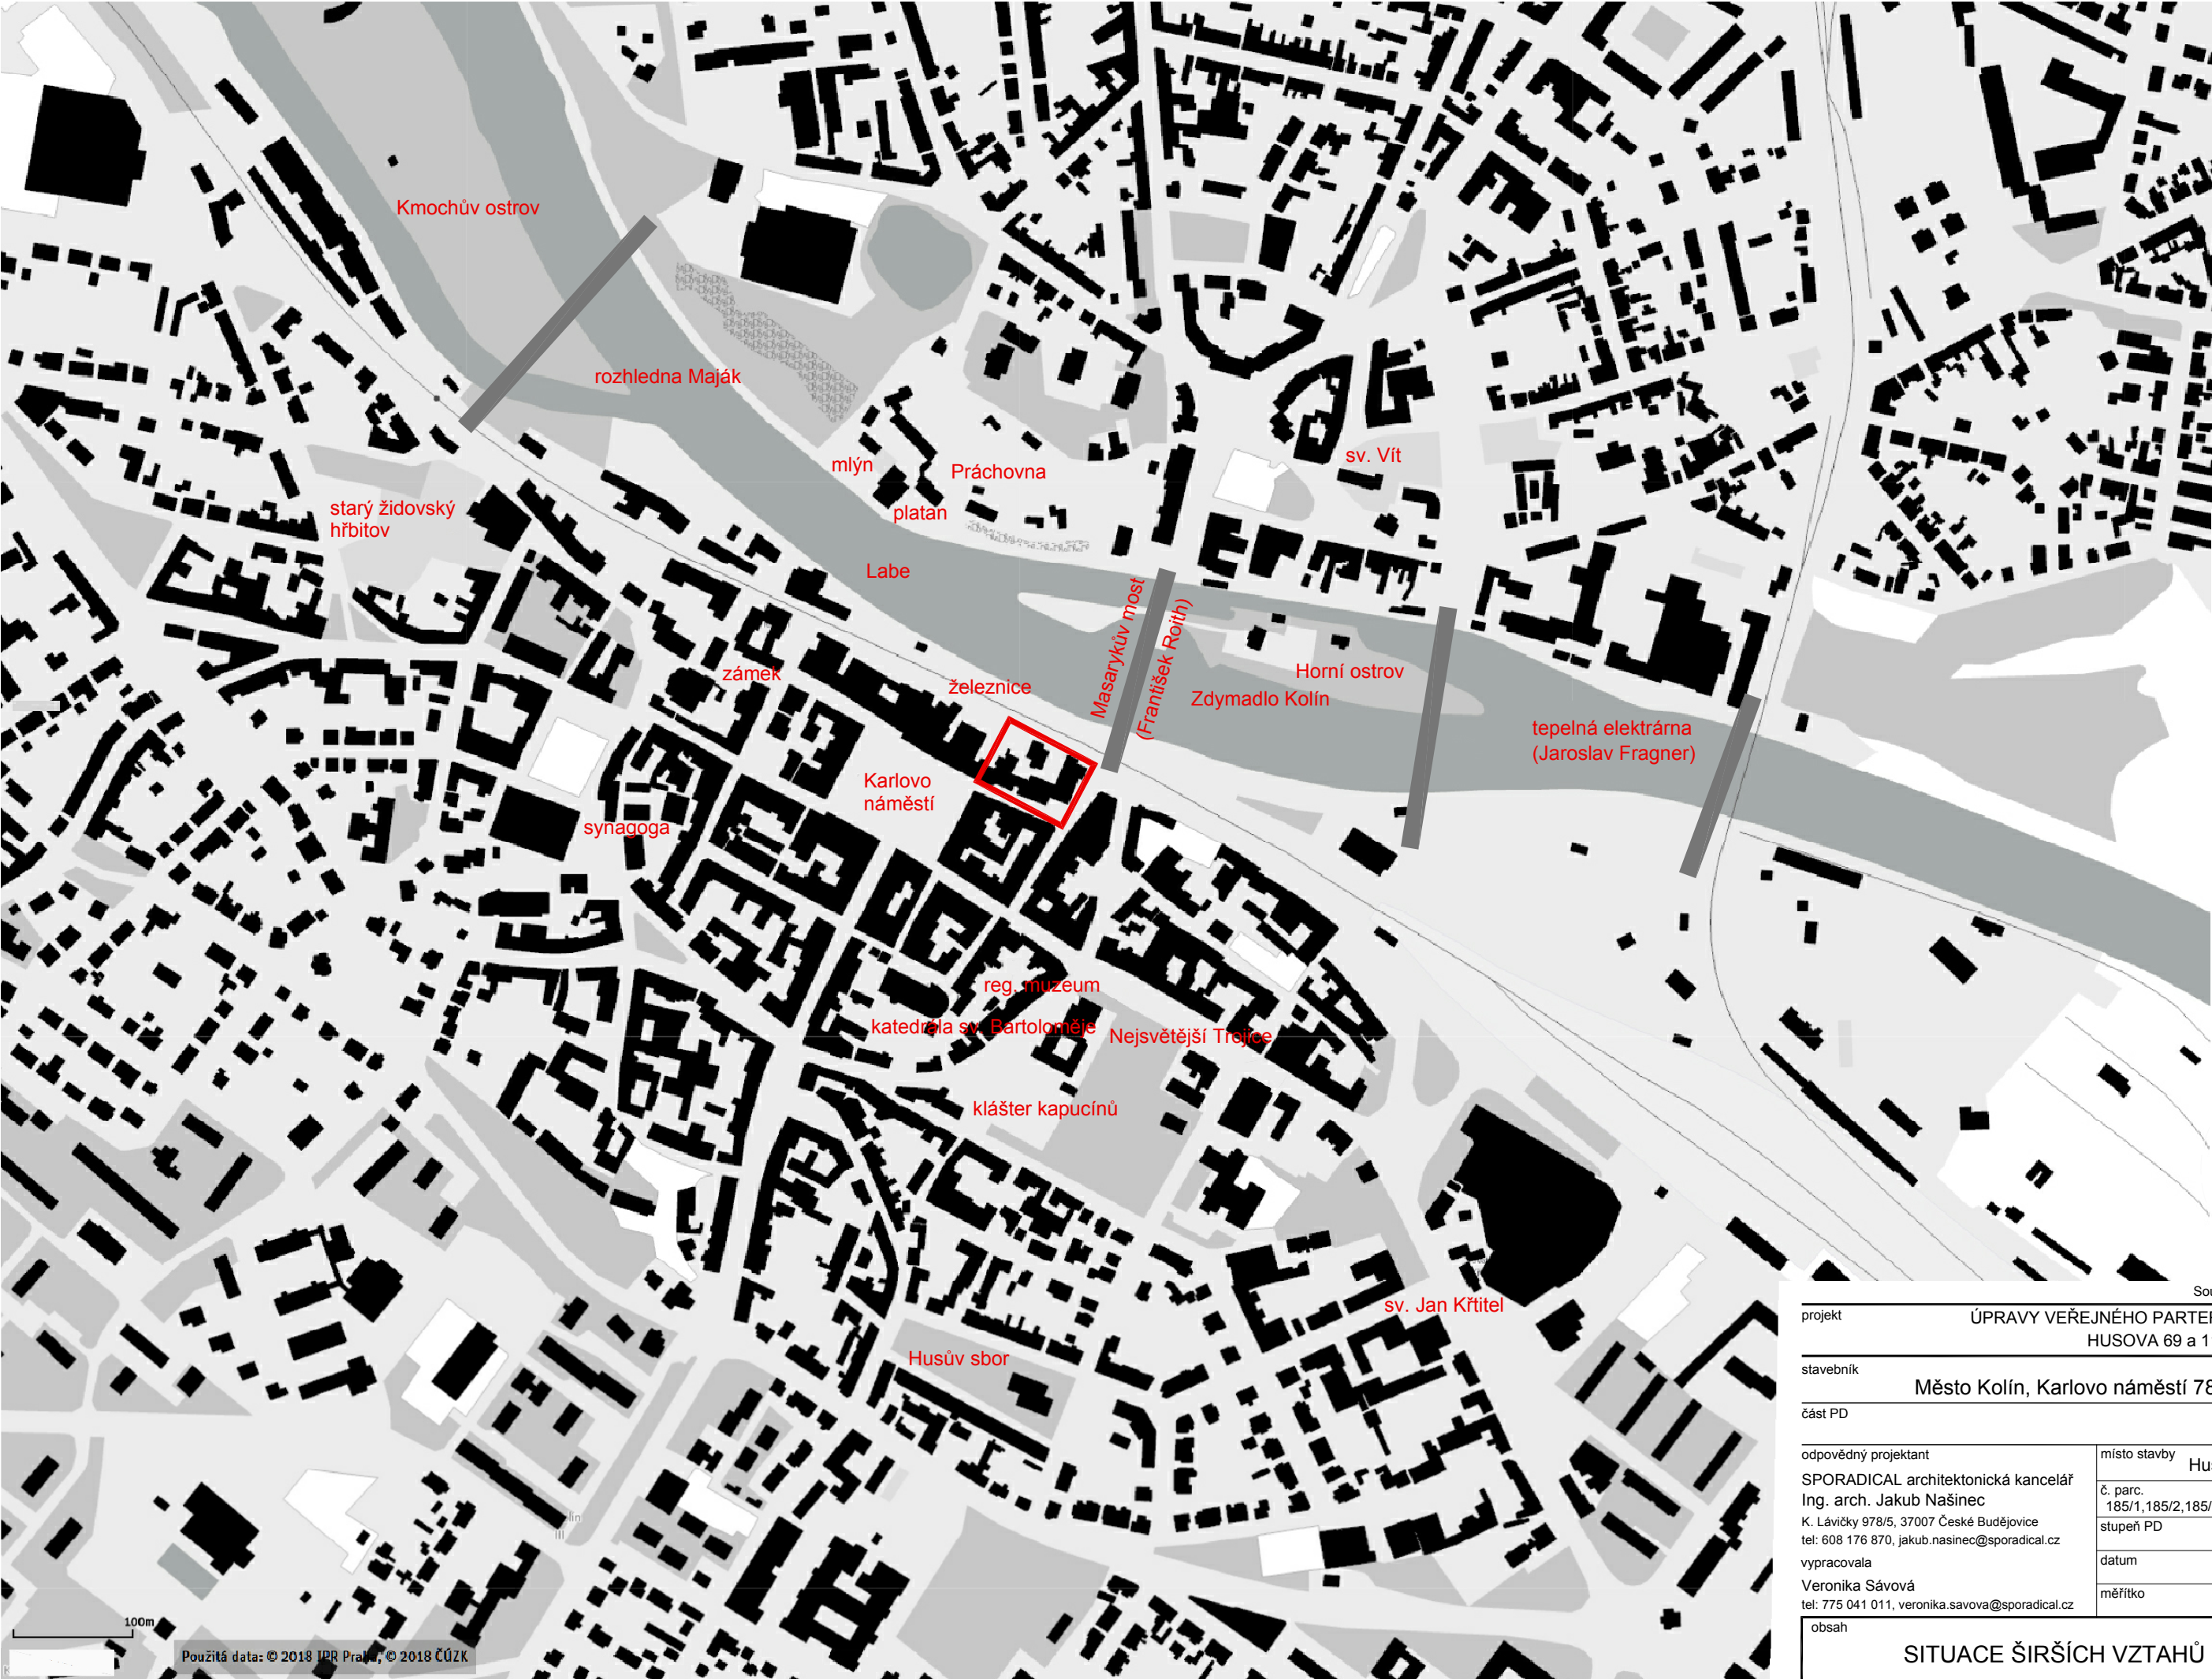 Kmochův ostrov
rozhledna Maják
mlýn
Práchovna
platan
sv. Vít
starý židovský
hřbitov
Labe
Masarykův most
(František Roith)
Horní ostrov
Zdymadlo Kolín
zámek
železnice
tepelná elektrárna
(Jaroslav Fragner)
Karlovo
náměstí
synagoga
reg. muzeum
katedrála sv. Bartoloměje
Nejsvětější Trojice
klášter kapucínů
sv. Jan Křtitel
Husův sbor
lin
III
100m
Použitá data: © 2018 IPR Praha, © 2018 ČÚZK
Sou
projekt
ÚPRAVY VEŘEJNÉHO PARTE
HUSOVA 69 a 1
stavebník
Město Kolín, Karlovo náměstí 78
část PD
odpovědný projektant
SPORADICAL architektonická kancelář
Ing. arch. Jakub Našinec
K. Lávičky 978/5, 37007 České Budějovice
tel: 608 176 870, jakub.nasinec@sporadical.cz
vypracovala
Veronika Sávová
tel: 775 041 011, veronika.savova@sporadical.cz
místo stavby
Hu
č. parc.
185/1,185/2,185/
stupeň PD
datum
měřítko
obsah
SITUACE ŠIRŠÍCH VZTAHŮ